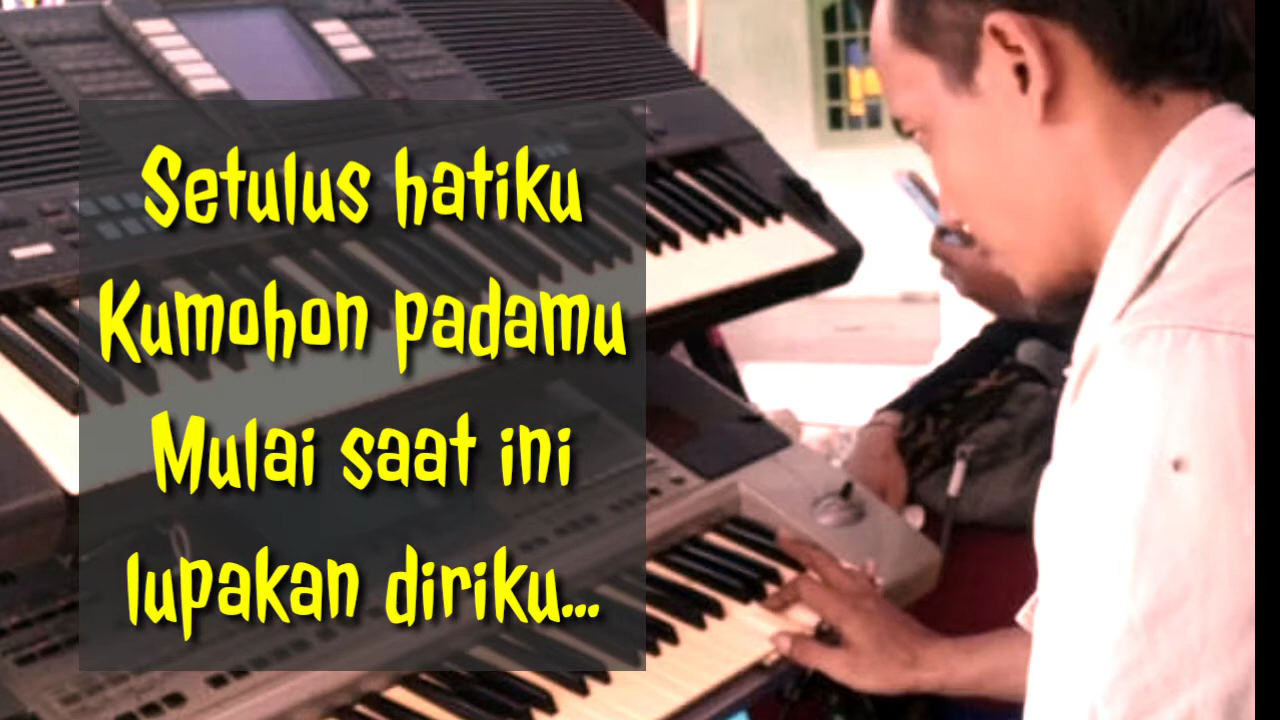 Setulus hatiku
Kumohon padamu
Mulai saat ini
lupakan diriku...